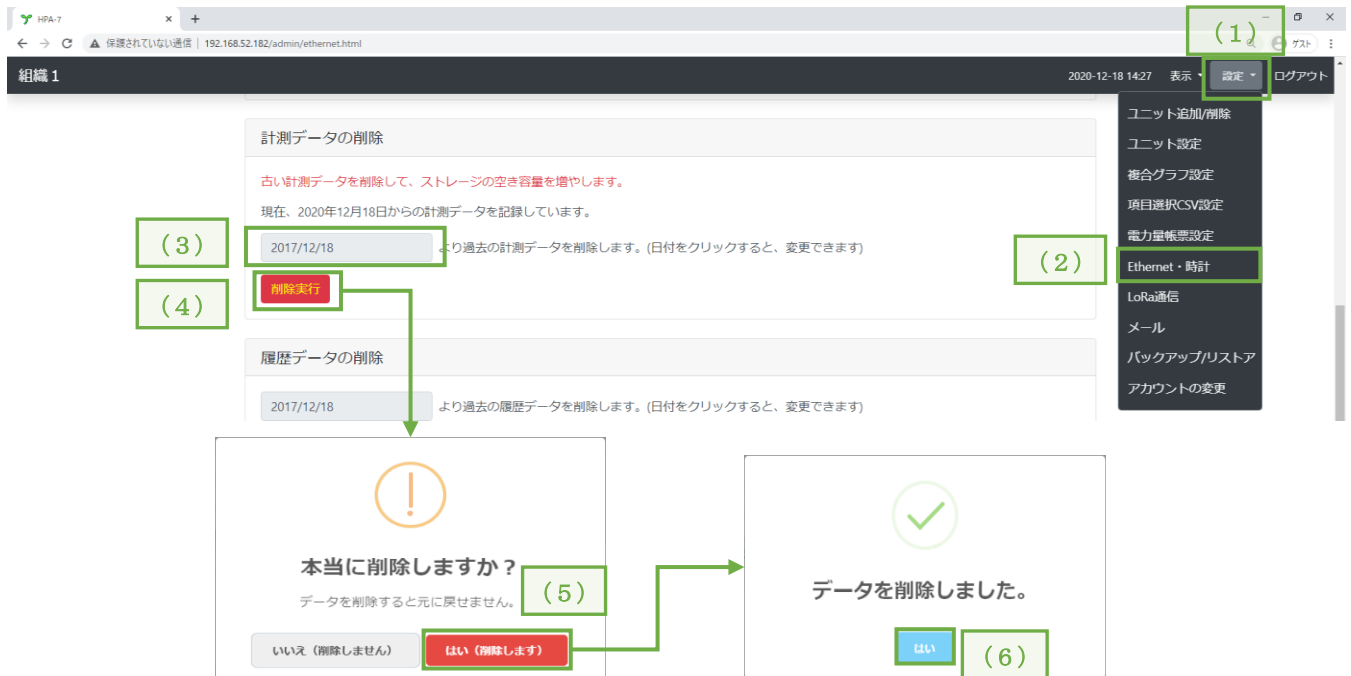 HPA-7
(1)
保護されていない通信 | 192.168.52.182/admin/ethernet.html
ゲスト
組織 1
2020-12-18 14:27 表示 設定 ログアウト
ユニット追加/削除
ユニット設定
複合グラフ設定
項目選択CSV設定
電力量帳票設定
(2)
Ethernet・時計
LoRa通信
メール
バックアップ/リストア
アカウントの変更
計測データの削除
古い計測データを削除して、ストレージの空き容量を増やします。
現在、2020年12月18日からの計測データを記録しています。
(3)
2017/12/18 より過去の計測データを削除します。(日付をクリックすると、変更できます)
(4)
削除実行
履歴データの削除
2017/12/18 より過去の履歴データを削除します。(日付をクリックすると、変更できます)
本当に削除しますか？
データを削除すると元に戻せません。
(5)
いいえ（削除しません） はい（削除します）
データを削除しました。
はい
(6)